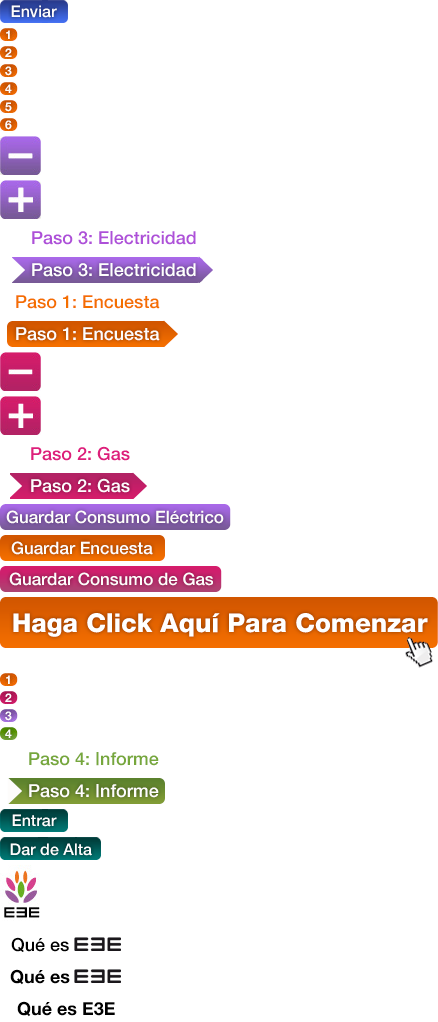 Enviar
1
2
3
4
5
6
Paso 3: Electricidad
Paso 3: Electricidad
Paso 1: Encuesta
Paso 1: Encuesta
Paso 2: Gas
Paso 2: Gas
Guardar Consumo Eléctrico
Guardar Encuesta
Guardar Consumo de Gas
Haga Click Aquí Para Comenzar
1
2
3
4
Paso 4: Informe
Paso 4: Informe
Entrar
Dar de Alta
E3E
Qué es E3E
Qué es E3E
Qué es E3E